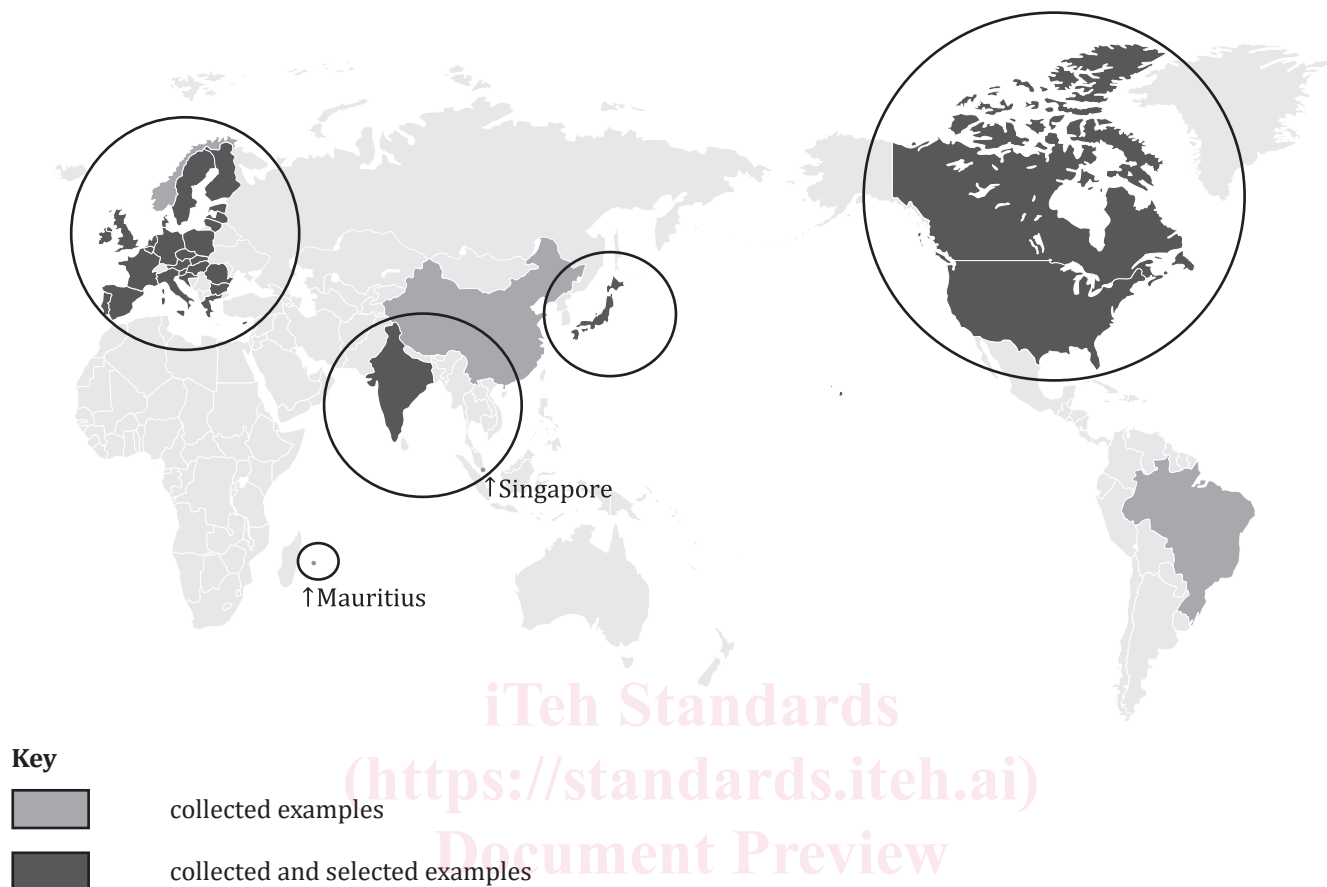 ↑Singapore
↑Mauritius
iTeh Standards
(https://standards.iteh.ai)
Document Preview
Key
collected examples
collected and selected examples